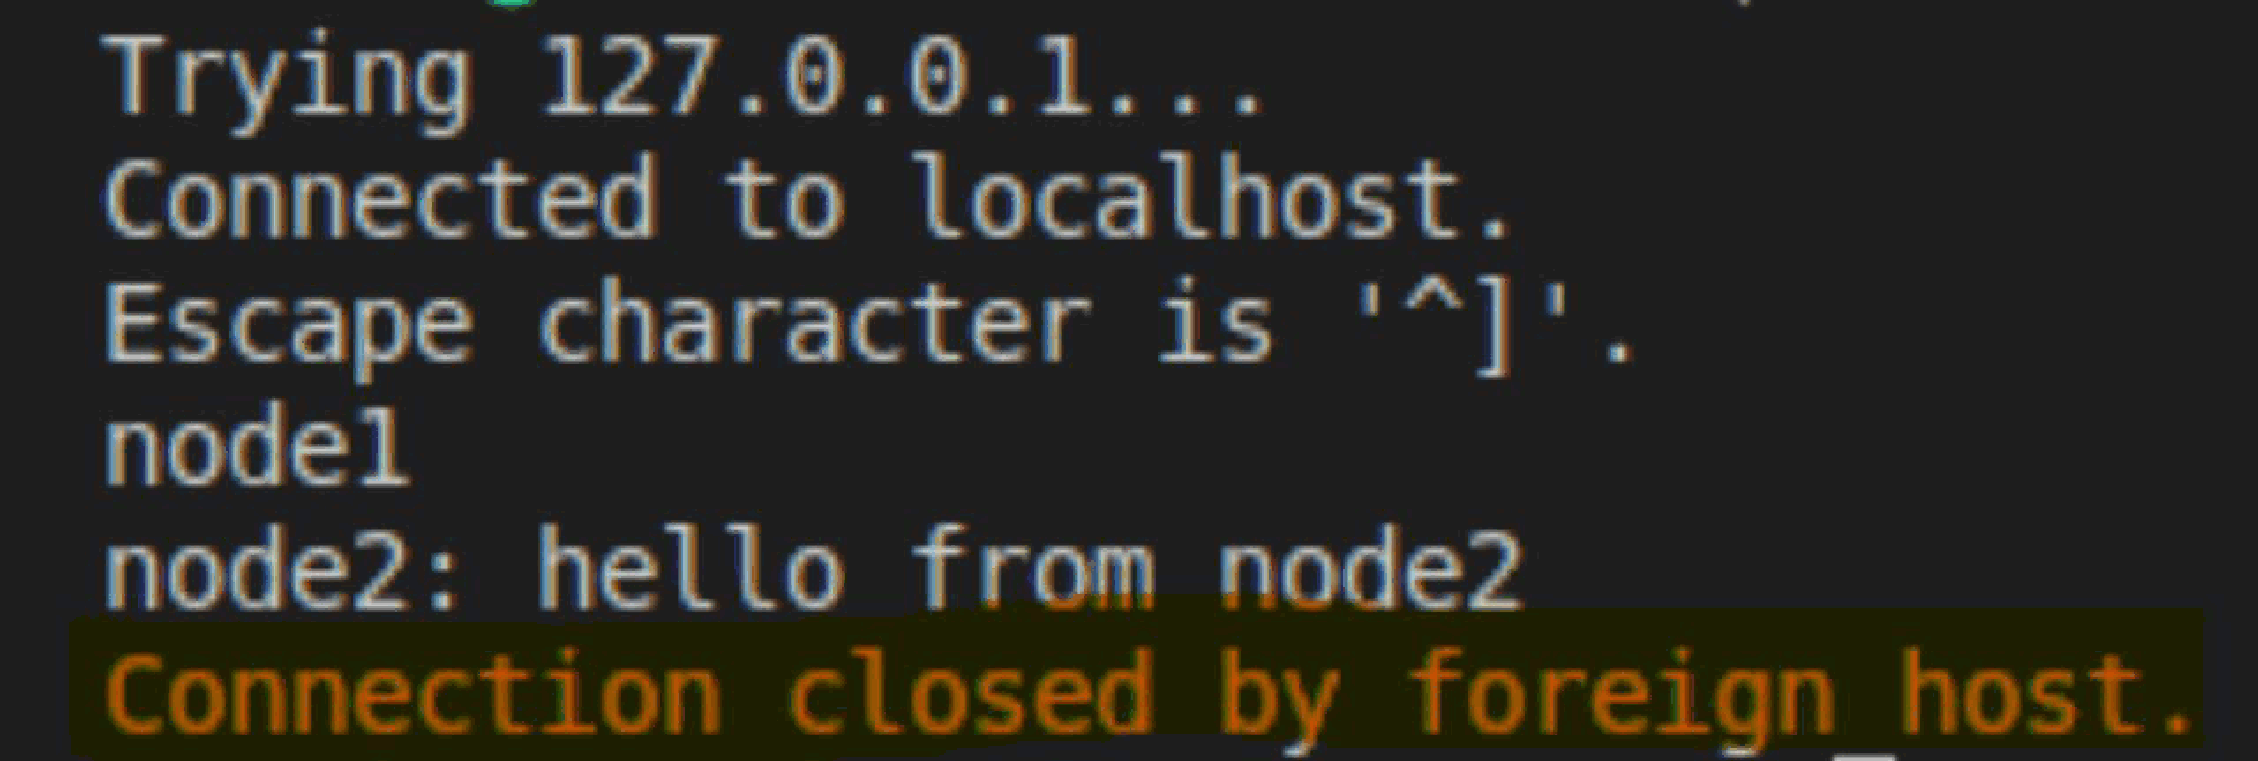 Trying 127.0.0.1...
Connected to localhost.
Escape character is '^]'.
node1
node2: hello from node2
Connection closed by foreign host.